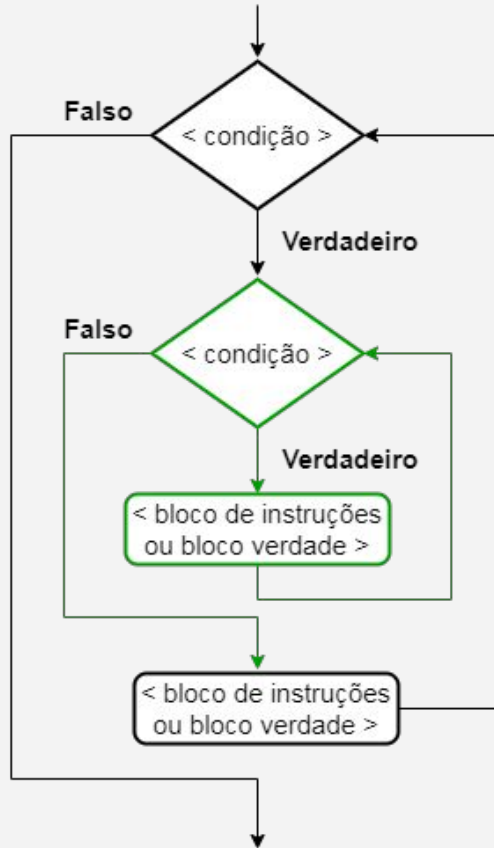 Falso
< condição >
Verdadeiro
Falso
< condição >
Verdadeiro
< bloco de instruções
ou bloco verdade >
< bloco de instruções
ou bloco verdade >